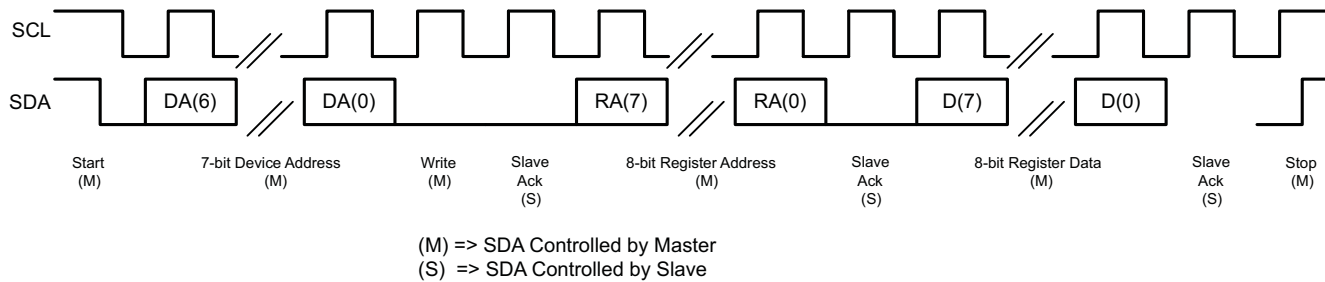 SCL
SDA
DA(6)
DA(0)
RA(7)
RA(0)
D(7)
D(0)
Start
(M)
7-bit Device Address
(M)
Write
(M)
Slave
Ack
(S)
8-bit Register Address
(M)
Slave
Ack
(S)
8-bit Register Data
(M)
Slave
Ack
(S)
Stop
(M)
(M) => SDA Controlled by Master
(S) => SDA Controlled by Slave